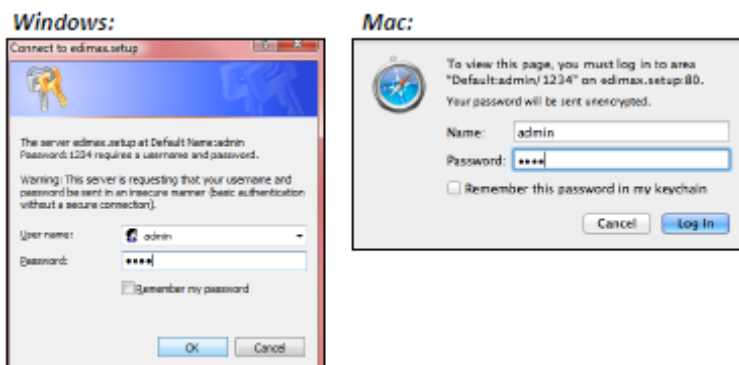 Windows:
Connect to edimax.setup
The server edimax.setup at Default Name:admin
Password:1234 requires a username and password.
Warning: This server is requesting that your username and
password be sent in an insecure manner (basic authentication
without a secure connection).
User name:
admin
Password:
••••
Remember my password
OK
Cancel
Mac:
To view this page, you must log in to area
"Default:admin/1234" on edimax.setup:80.
Your password will be sent unencrypted.
Name:
admin
Password:
••••
Remember this password in my keychain
Cancel
Log In